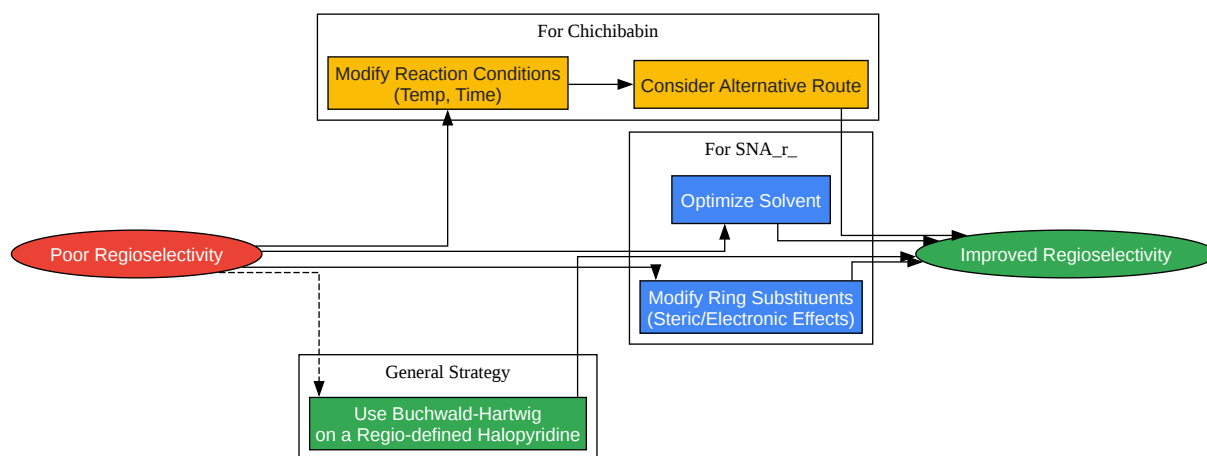 For Chichibabin
Modify Reaction Conditions
(Temp, Time)
Consider Alternative Route
For SNA_r_
Optimize Solvent
Poor Regioselectivity
Improved Regioselectivity
Modify Ring Substituents
(Steric/Electronic Effects)
General Strategy
Use Buchwald-Hartwig
on a Regio-defined Halopyridine